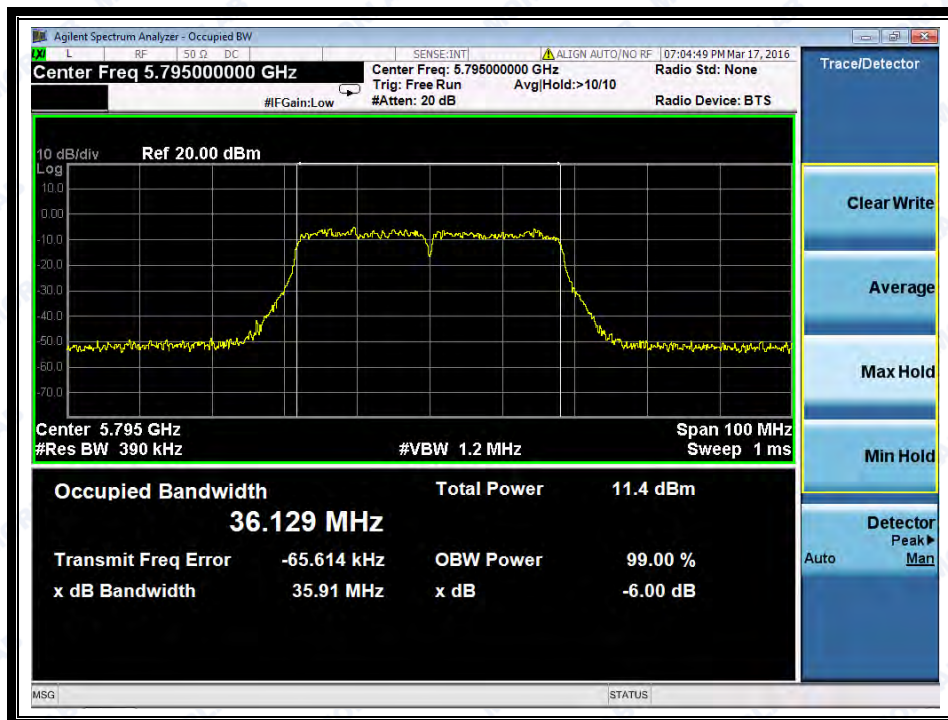 Agilent Spectrum Analyzer - Occupied BW
LXI L RF 50 Ω DC SENSE:INT ALIGN AUTO/NO RF 07:04:49 PM Mar 17, 2016
Center Freq 5.795000000 GHz
Center Freq: 5.795000000 GHz Radio Std: None
Trig: Free Run Avg|Hold:>10/10
#IFGain:Low #Atten: 20 dB Radio Device: BTS
10 dB/div Ref 20.00 dBm
Log
10.0
0.00
-10.0
-20.0
-30.0
-40.0
-50.0
-60.0
-70.0
Center 5.795 GHz Span 100 MHz
#Res BW 390 kHz #VBW 1.2 MHz Sweep 1 ms
Occupied Bandwidth Total Power 11.4 dBm
36.129 MHz
Transmit Freq Error -65.614 kHz OBW Power 99.00 %
x dB Bandwidth 35.91 MHz x dB -6.00 dB
Trace/Detector
Clear Write
Average
Max Hold
Min Hold
Detector
Peak
Auto Man
MSG STATUS